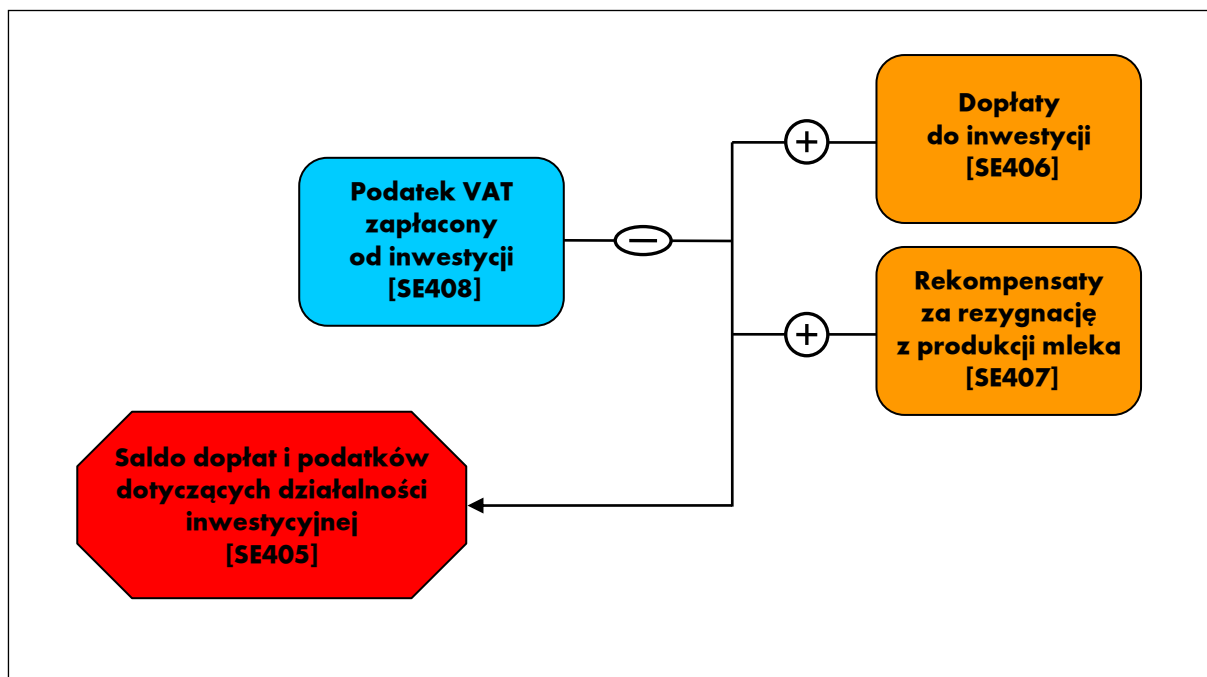 Dopłaty
do inwestycji
[SE406]
+
Podatek VAT
zapłacony
od inwestycji
[SE408]
−
Rekompensaty
za rezygnację
z produkcji mleka
[SE407]
+
Saldo dopłat i podatków
dotyczących działalności
inwestycyjnej
[SE405]